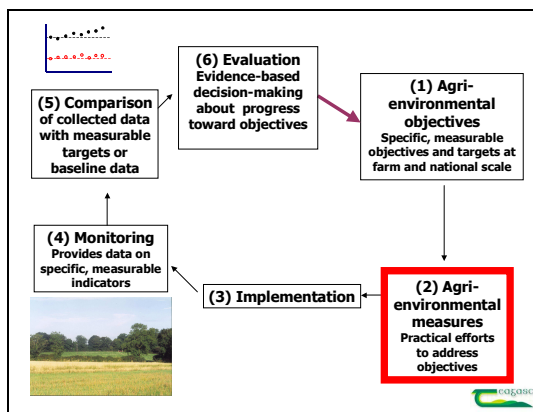 (6) Evaluation
Evidence-based
decision-making
about progress
toward objectives
(1) Agri-
environmental
objectives
Specific, measurable
objectives and targets at
farm and national scale
(2) Agri-
environmental
measures
Practical efforts
to address
objectives
(3) Implementation
(4) Monitoring
Provides data on
specific, measurable
indicators
(5) Comparison
of collected data
with measurable
targets or
baseline data
eagasc